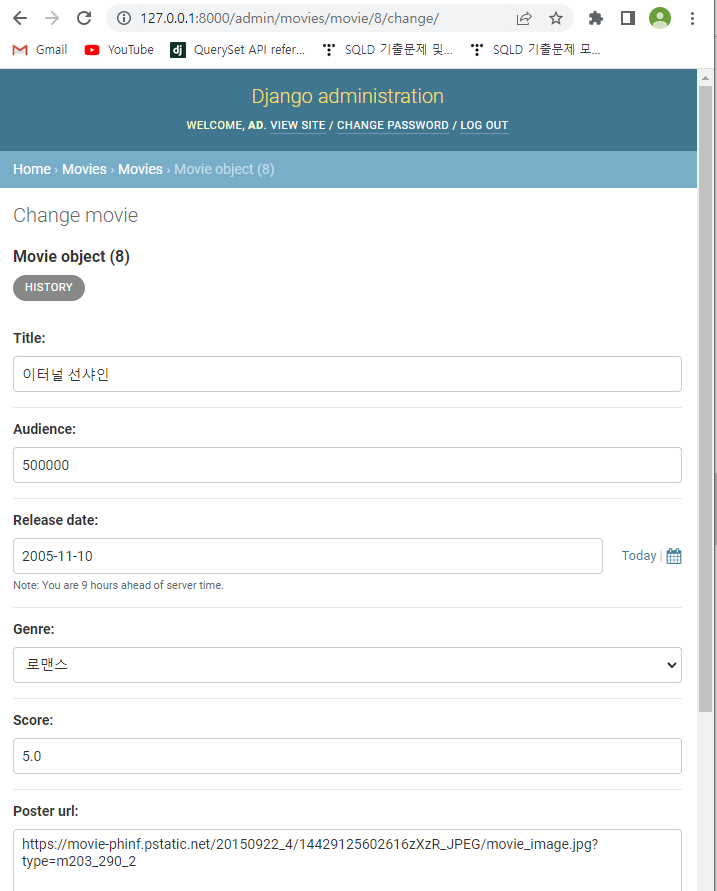 127.0.0.1:8000/admin/movies/movie/8/change/
Gmail YouTube dj QuerySet API refer... SQLD 기출문제 및... SQLD 기출문제 모...
Django administration
WELCOME, AD. VIEW SITE / CHANGE PASSWORD / LOG OUT
Home › Movies › Movies › Movie object (8)
Change movie
Movie object (8)
HISTORY
Title:
이터널 선샤인
Audience:
500000
Release date:
2005-11-10
Today |
Note: You are 9 hours ahead of server time.
Genre:
로맨스
Score:
5.0
Poster url:
https://movie-phinf.pstatic.net/20150922_4/14429125602616zXzR_JPEG/movie_image.jpg?
type=m203_290_2